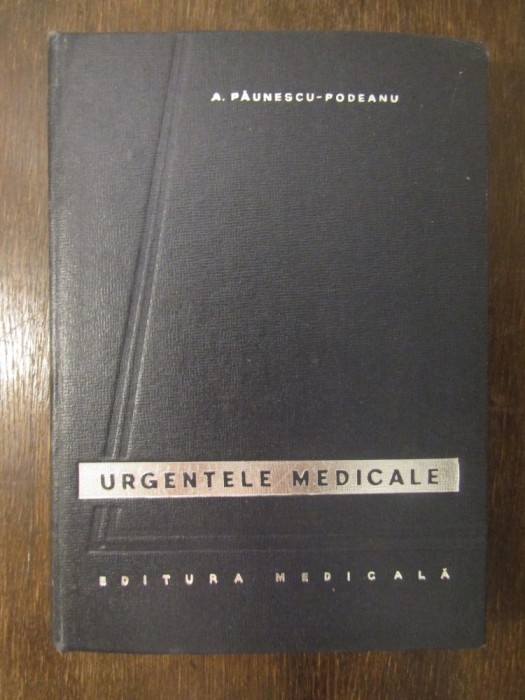 A. PĂUNESCU-PODEANU
URGENTELE MEDICALE
EDITURA MEDICALĂ